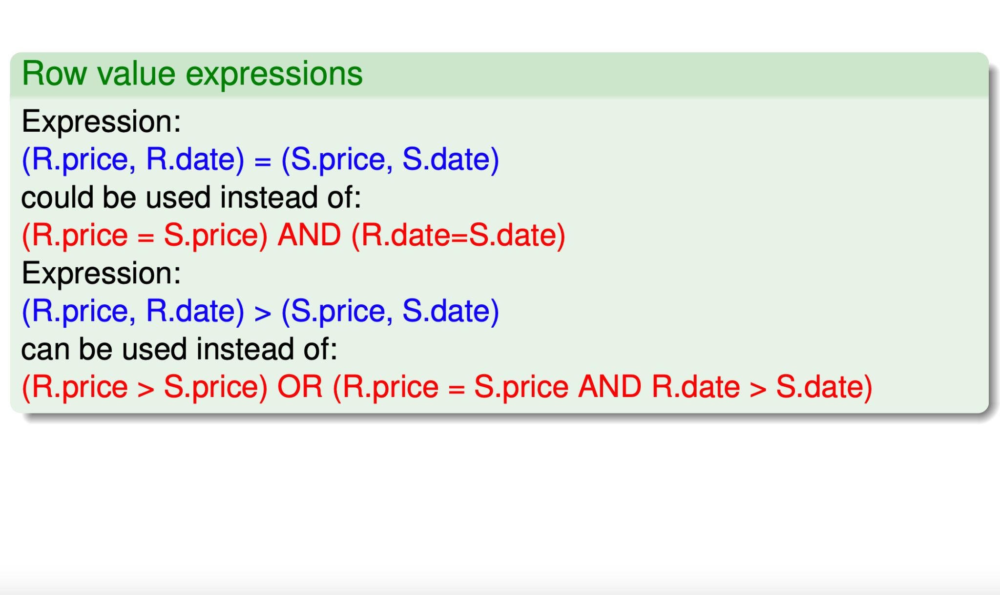 Row value expressions
Expression:
(R.price, R.date) = (S.price, S.date)
could be used instead of:
(R.price = S.price) AND (R.date=S.date)
Expression:
(R.price, R.date) > (S.price, S.date)
can be used instead of:
(R.price > S.price) OR (R.price = S.price AND R.date > S.date)